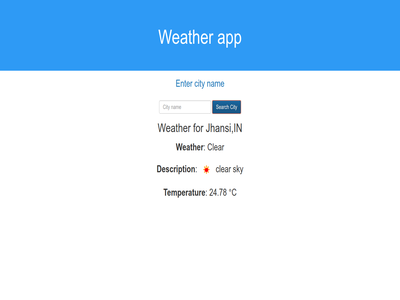 Weather app
Enter city name
City name Search City
Weather for Jhansi,IN
Weather: Clear
Description: clear sky
Temperature: 24.78 °C